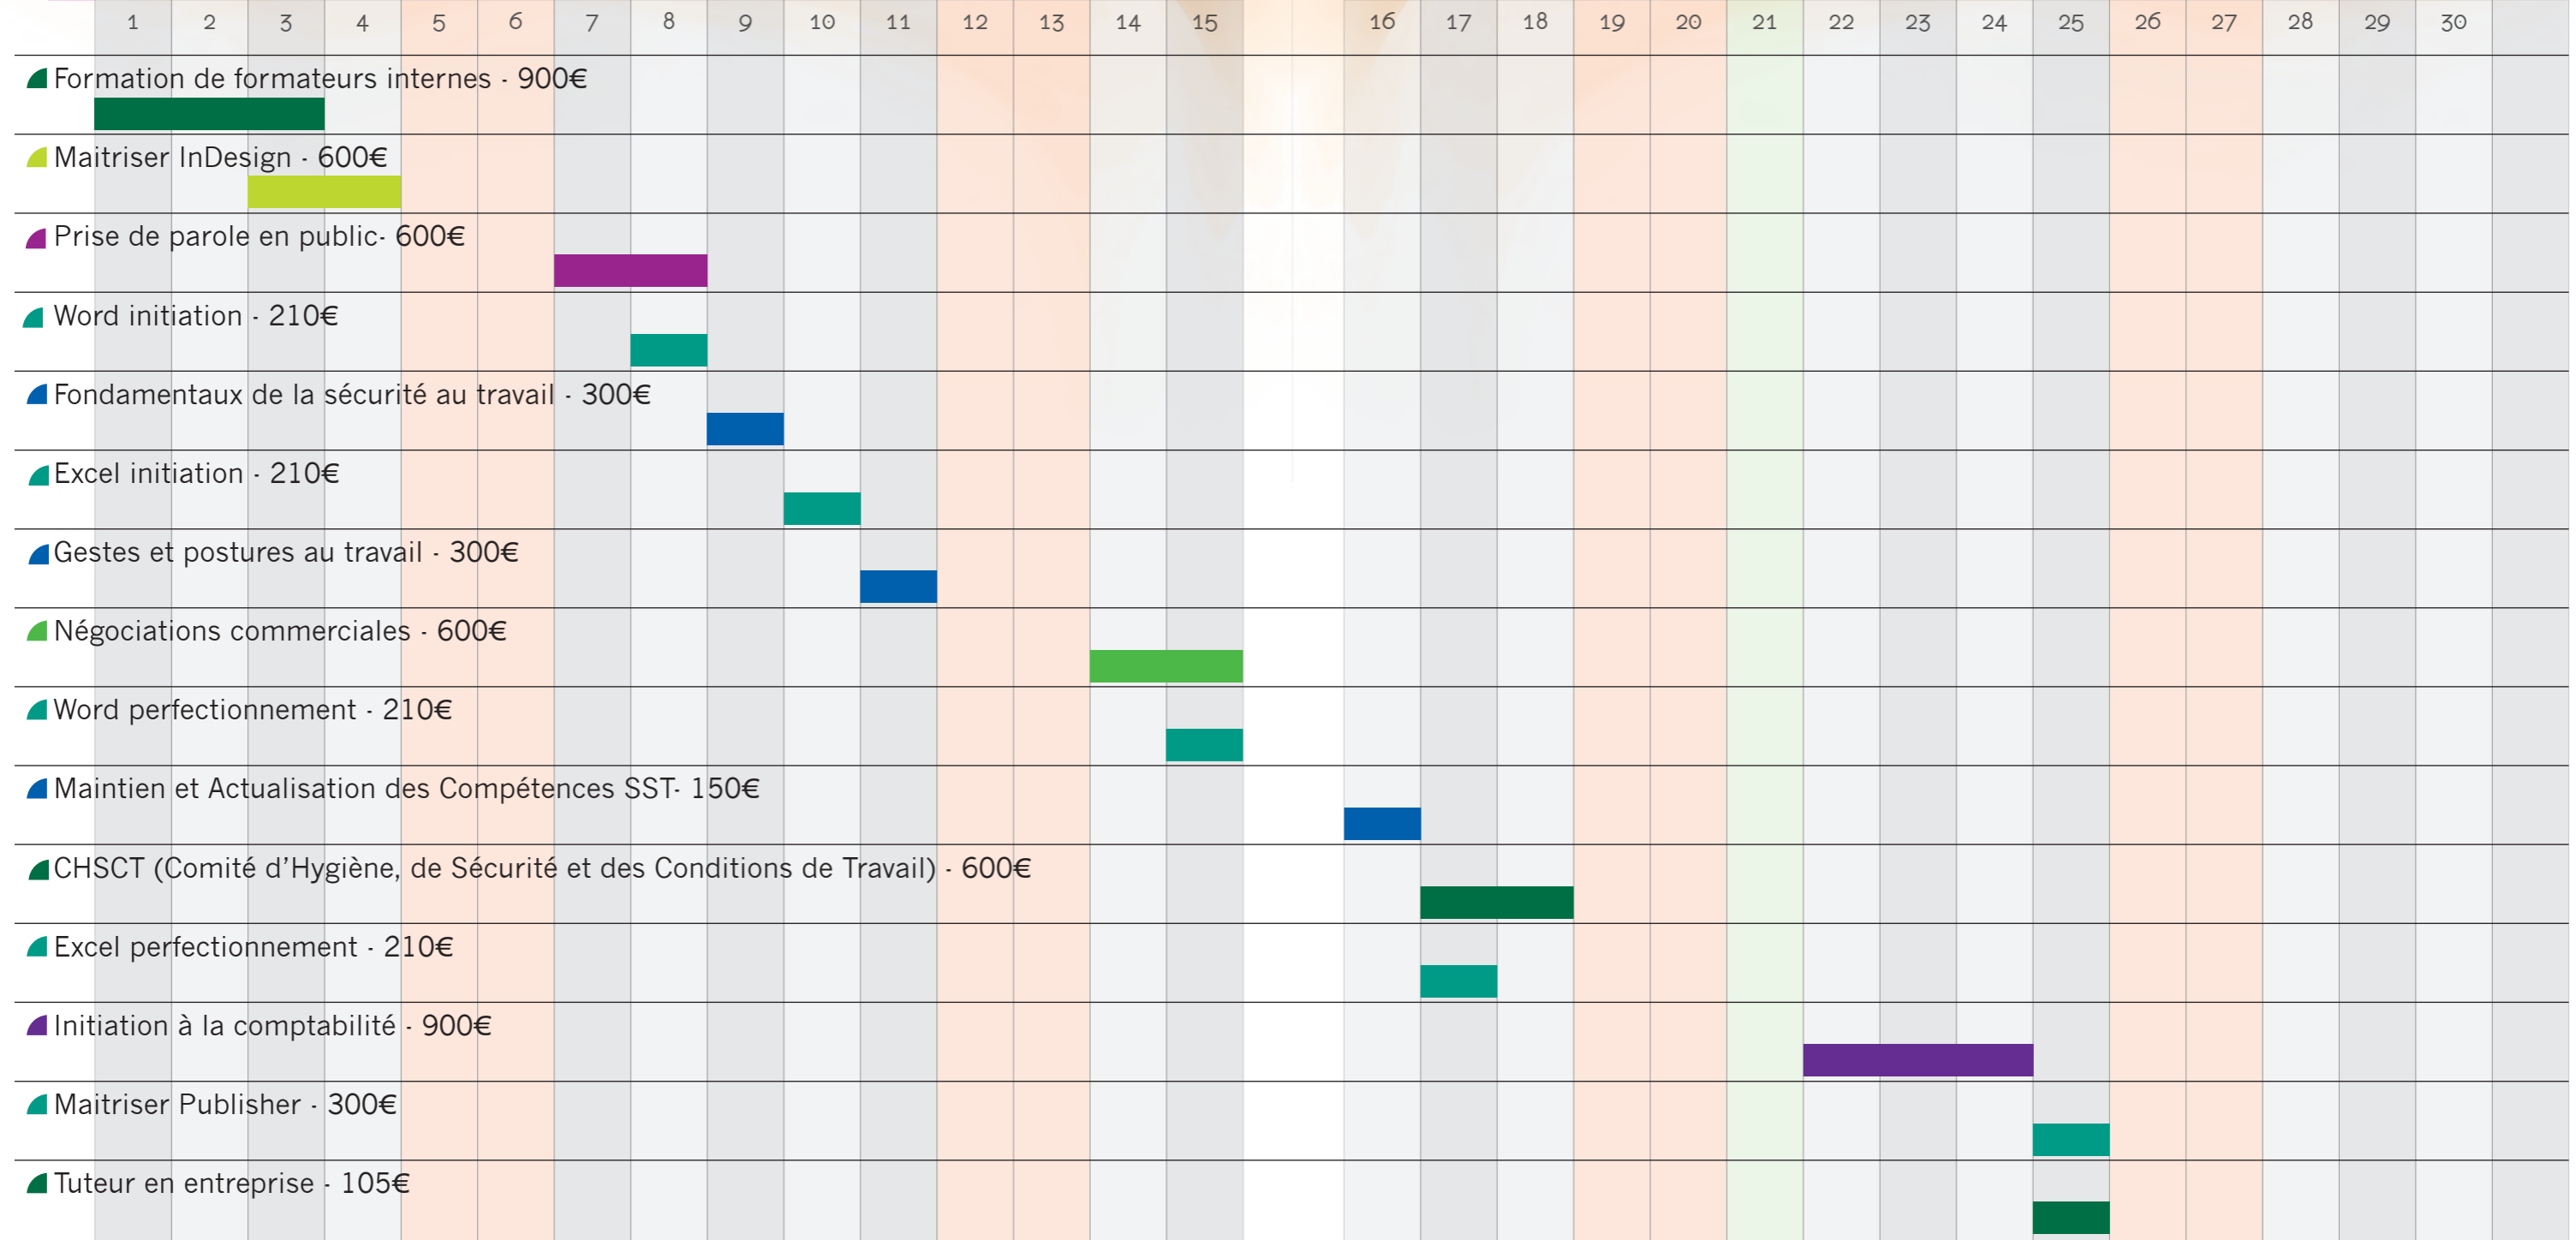 1 2 3 4 5 6 7 8 9 10 11 12 13 14 15 16 17 18 19 20 21 22 23 24 25 26 27 28 29 30
Formation de formateurs internes - 900€
Maitriser InDesign - 600€
Prise de parole en public- 600€
Word initiation - 210€
Fondamentaux de la sécurité au travail - 300€
Excel initiation - 210€
Gestes et postures au travail - 300€
Négociations commerciales - 600€
Word perfectionnement - 210€
Maintien et Actualisation des Compétences SST- 150€
CHSCT (Comité d’Hygiène, de Sécurité et des Conditions de Travail) - 600€
Excel perfectionnement - 210€
Initiation à la comptabilité - 900€
Maitriser Publisher - 300€
Tuteur en entreprise - 105€